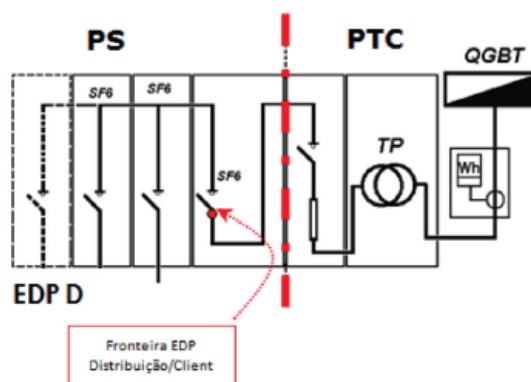 PS
PTC
QGBT
SF6
SF6
TP
SF6
Wh
EDP D
Fronteira EDP
Distribuição/Client